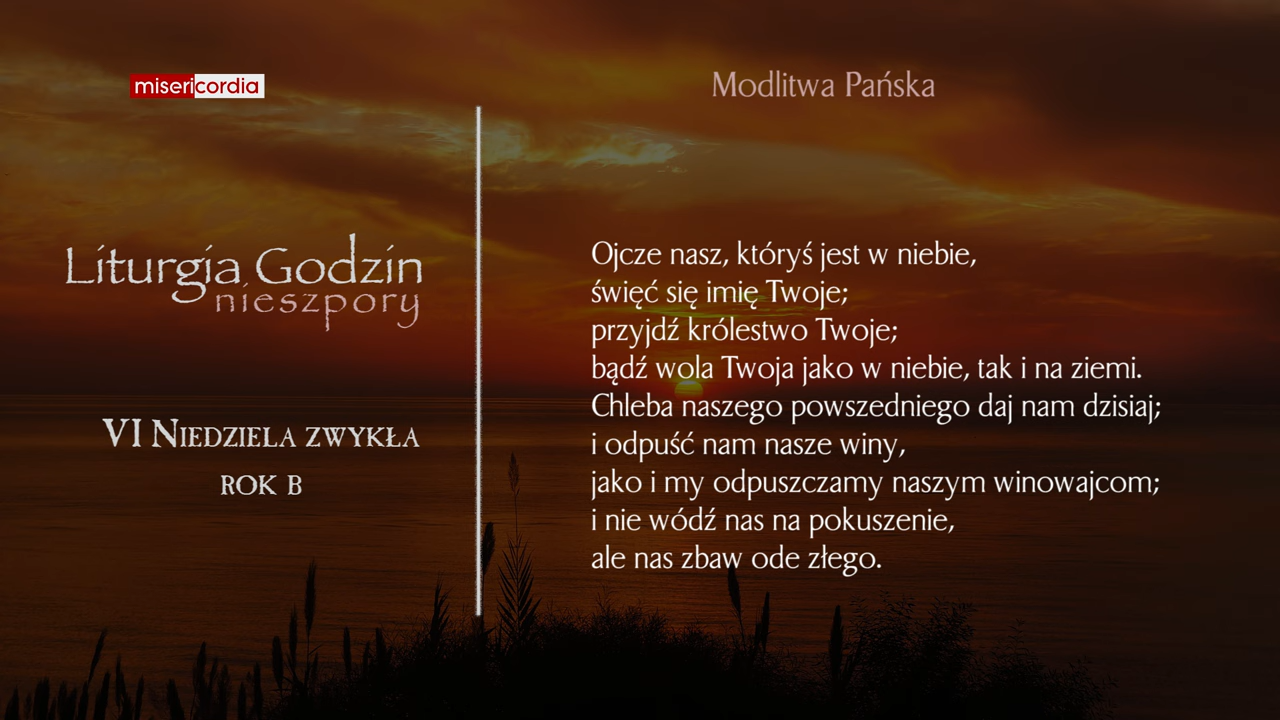 misericordia
Liturgia Godzin
nieszpory
VI Niedziela zwykła
rok B
Modlitwa Pańska
Ojcze nasz, któryś jest w niebie,
święć się imię Twoje;
przyjdź królestwo Twoje;
bądź wola Twoja jako w niebie, tak i na ziemi.
Chleba naszego powszedniego daj nam dzisiaj;
i odpuść nam nasze winy,
jako i my odpuszczamy naszym winowajcom;
i nie wódź nas na pokuszenie,
ale nas zbaw ode złego.